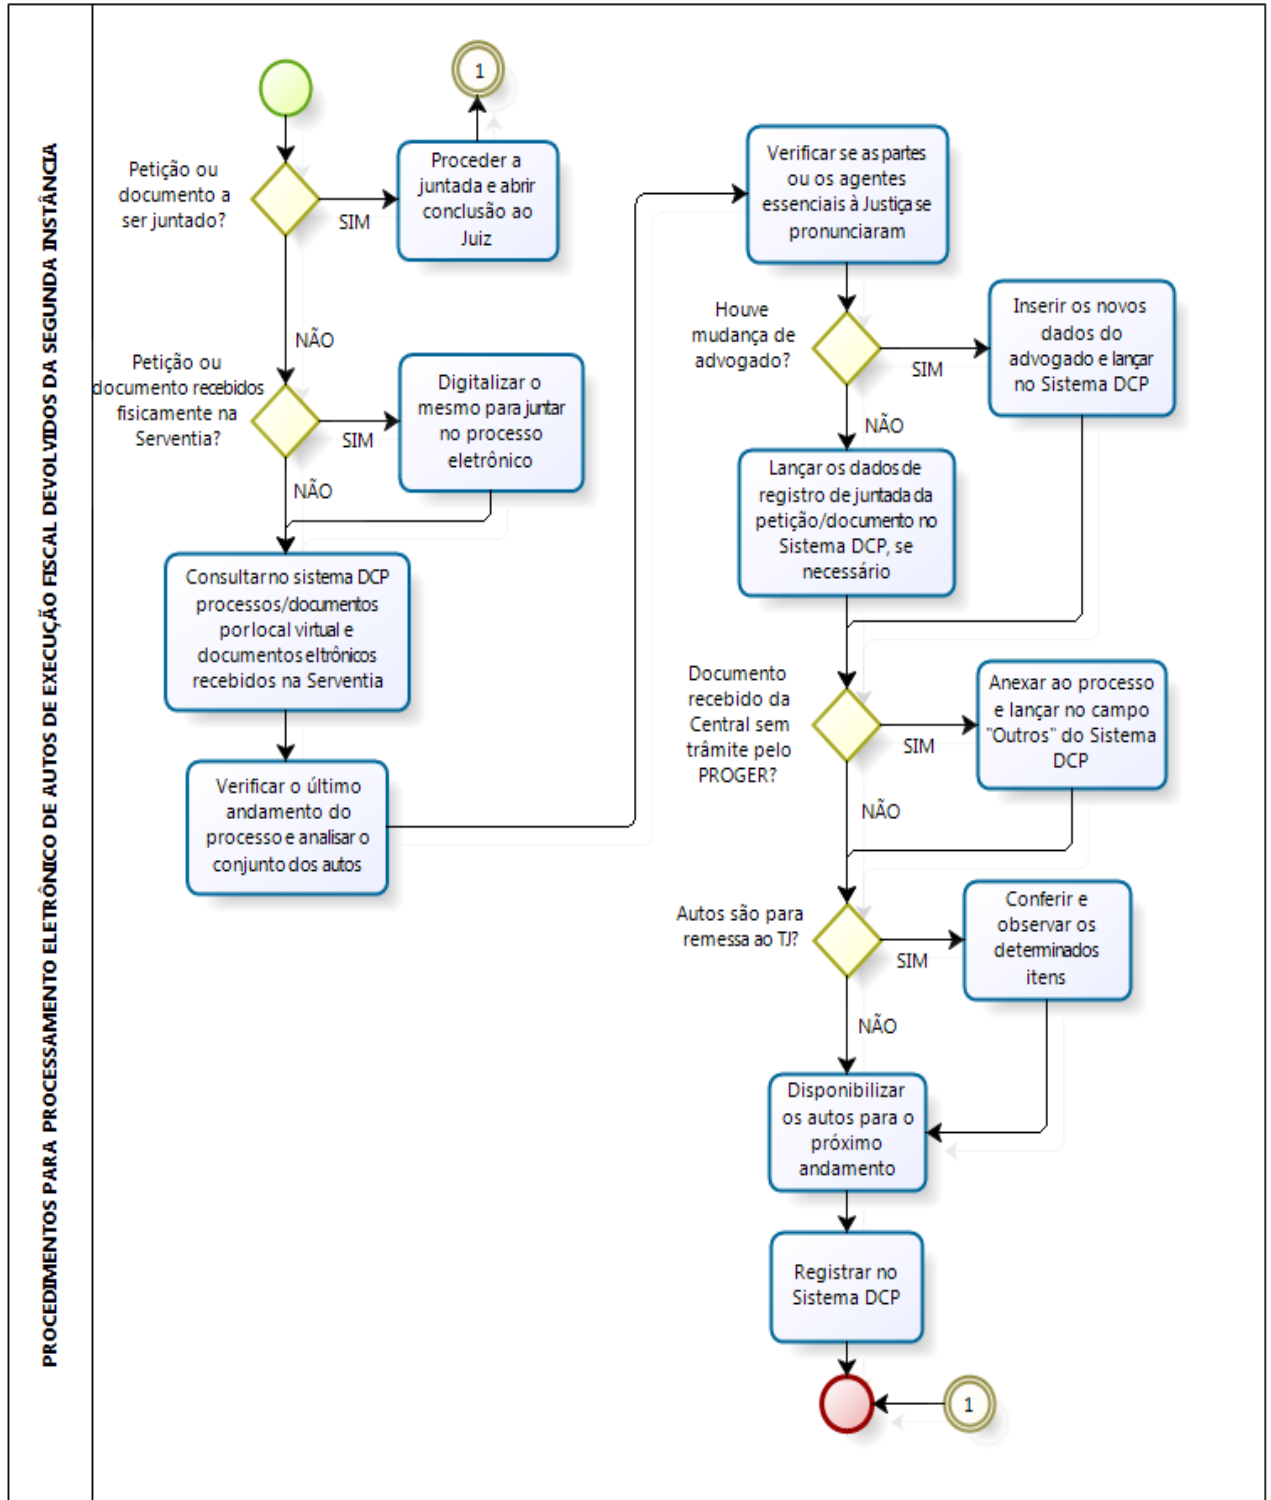 PROCEDIMENTOS PARA PROCESSAMENTO ELETRÔNICO DE AUTOS DE EXECUÇÃO FISCAL DEVOLVIDOS DA SEGUNDA INSTÂNCIA
1
Petição ou
documento a
ser juntado?
SIM
Proceder a
juntada e abrir
conclusão ao
Juiz
NÃO
Petição ou
documento recebidos
fisicamente na
Serventia?
SIM
Digitalizar o
mesmo para juntar
no processo
eletrônico
NÃO
Consultar no sistema DCP
processos/documentos
por local virtual e
documentos eltrônicos
recebidos na Serventia
Verificar o último
andamento do
processo e analisar o
conjunto dos autos
Verificar se as partes
ou os agentes
essenciais à Justiça se
pronunciaram
Houve
mudança de
advogado?
SIM
Inserir os novos
dados do
advogado e lançar
no Sistema DCP
NÃO
Lançar os dados de
registro de juntada da
petição/documento no
Sistema DCP, se
necessário
Documento
recebido da
Central sem
trâmite pelo
PROGER?
SIM
Anexar ao processo
e lançar no campo
"Outros" do Sistema
DCP
NÃO
Autos são para
remessa ao TJ?
SIM
Conferir e
observar os
determinados
itens
NÃO
Disponibilizar
os autos para o
próximo
andamento
Registrar no
Sistema DCP
1